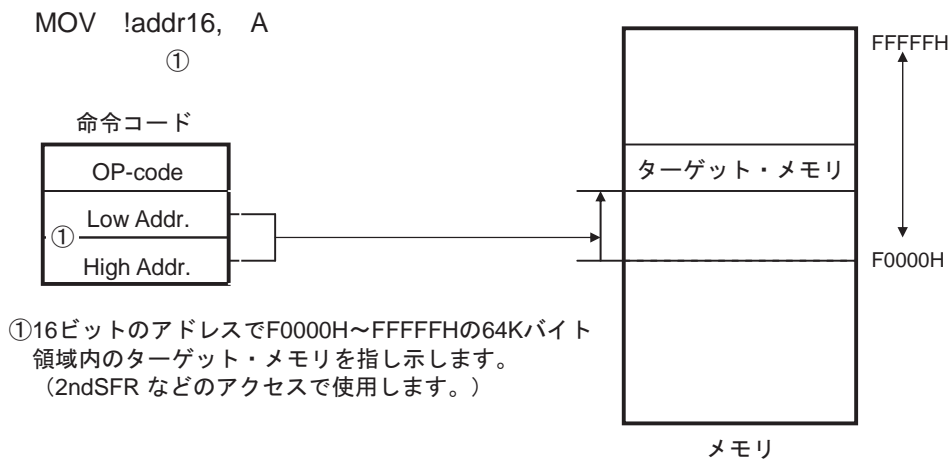 MOV !addr16, A
①
命令コード
OP-code
Low Addr.
①
High Addr.
FFFFFH
ターゲット・メモリ
F0000H
メモリ
①16ビットのアドレスでF0000H～FFFFFHの64Kバイト
領域内のターゲット・メモリを指し示します。
（2ndSFR などのアクセスで使用します。）